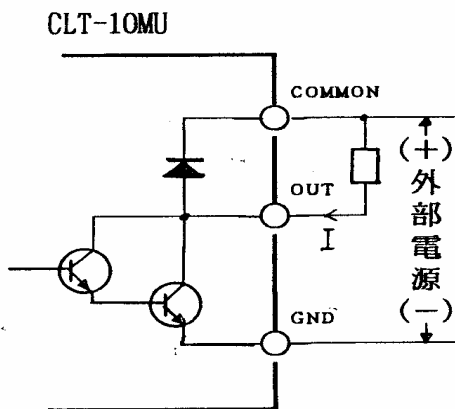 CLT-10MU
COMMON
OUT
I
GND
(+)外部電源(-)